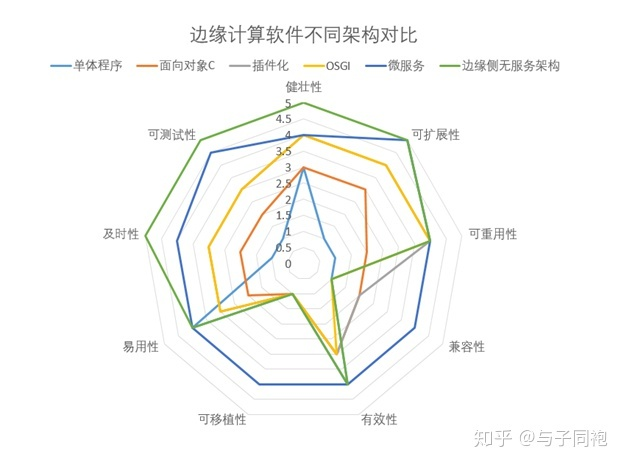 边缘计算软件不同架构对比
单体程序 面向对象C 插件化 OSGI 微服务 边缘侧无服务架构
健壮性
5
4.5
可测试性 可扩展性
4
3.5
3
2.5
2
及时性 可重用性
1.5
1
0.5
0
易用性 兼容性
可移植性 有效性
知乎 @与子同袍